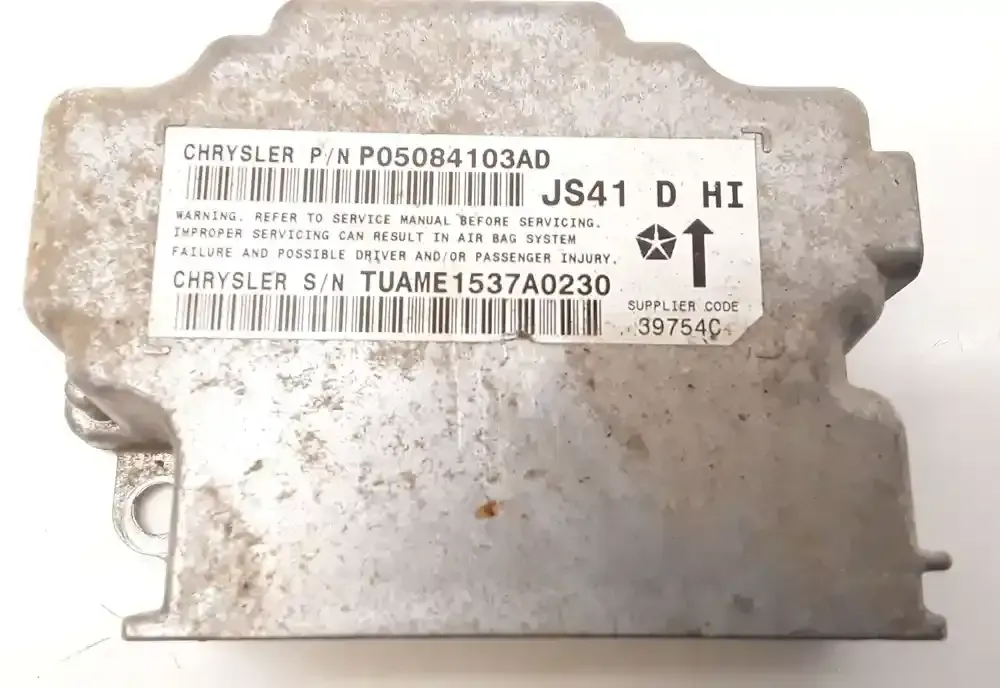 CHRYSLER P/N P05084103AD
JS41 D HI
WARNING. REFER TO SERVICE MANUAL BEFORE SERVICING.
IMPROPER SERVICING CAN RESULT IN AIR BAG SYSTEM
FAILURE AND POSSIBLE DRIVER AND/OR PASSENGER INJURY.
CHRYSLER S/N TUAME1537A0230
SUPPLIER CODE
39754C